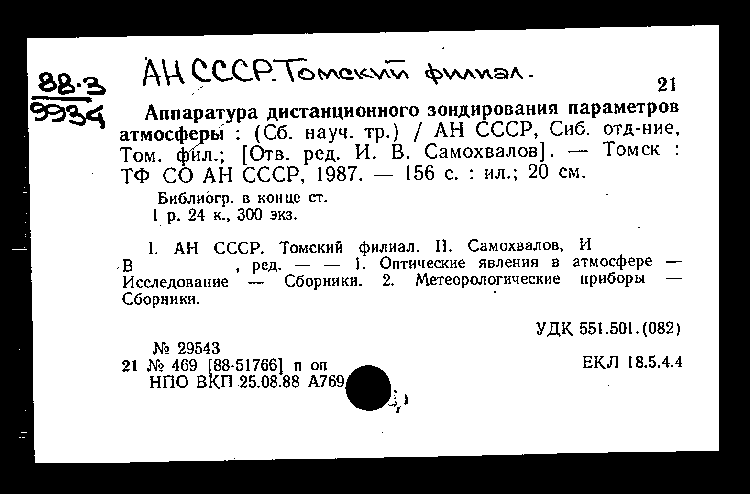 88-3
9934
АН СССР. Томский филиал.
21
Аппаратура дистанционного зондирования параметров
атмосферы : (Сб. науч. тр.) / АН СССР, Сиб. отд-ние,
Том. фил.; [Отв. ред. И. В. Самохвалов]. — Томск :
ТФ СО АН СССР, 1987. — 156 с. : ил.; 20 см.
Библиогр. в конце ст.
1 р. 24 к., 300 экз.
I. АН СССР. Томский филиал. II. Самохвалов, И
В , ред. — — 1. Оптические явления в атмосфере —
Исследование — Сборники. 2. Метеорологические приборы —
Сборники.
УДК 551.501.(082)
№ 29543
21 № 469 [88-51766] п оп
ЕКЛ 18.5.4.4
НПО ВКП 25.08.88 А769